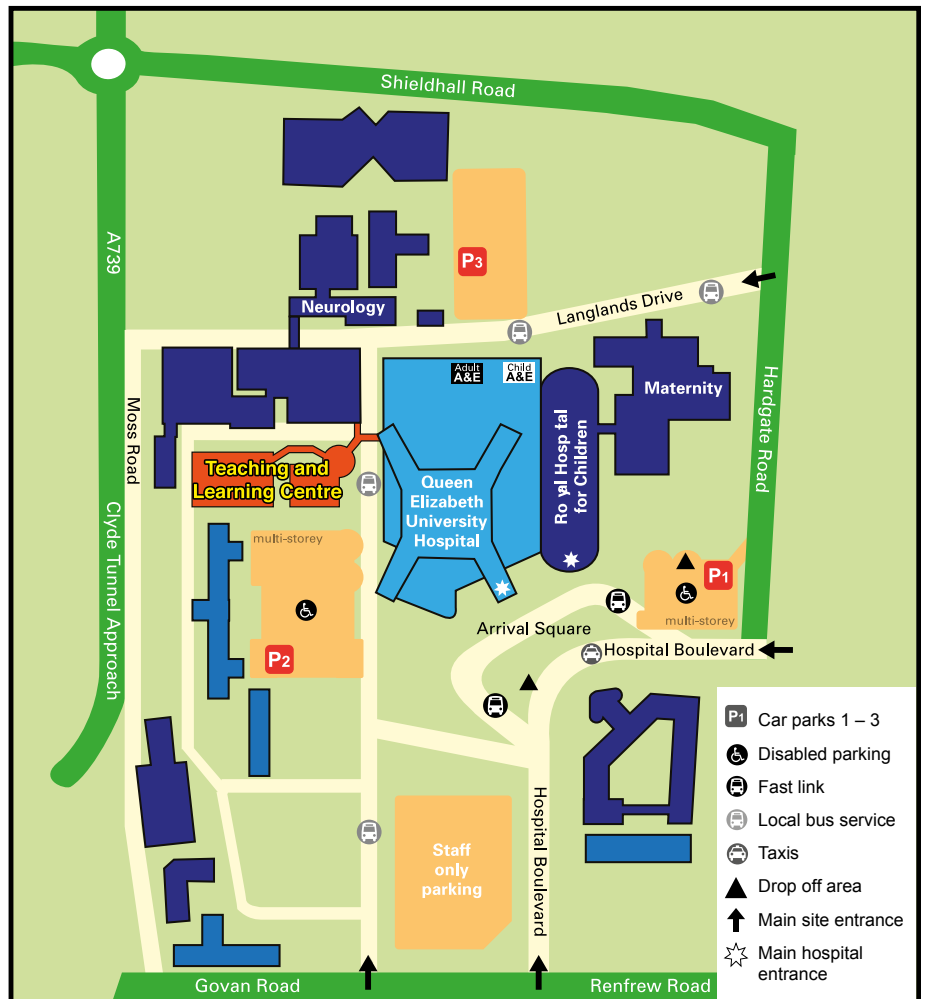 Shieldhall Road
A739
P3
Neurology
Langlands Drive
Adult
A&E
Child
A&E
Maternity
Hardgate Road
Moss Road
Teaching and
Learning Centre
Queen
Elizabeth
University
Hospital
Royal Hospital
for Children
Clyde Tunnel Approach
multi-storey
P1
multi-storey
P2
Arrival Square
Hospital Boulevard
Hospital Boulevard
Staff
only
parking
Govan Road
Renfrew Road
P1 Car parks 1 – 3
Disabled parking
Fast link
Local bus service
Taxis
Drop off area
Main site entrance
Main hospital
entrance